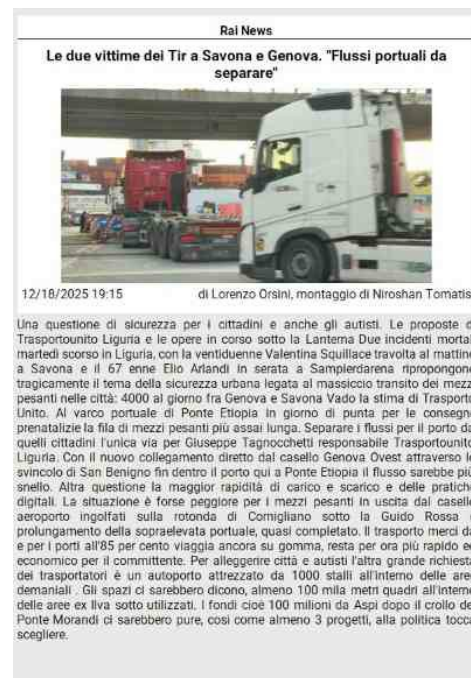 Rai News
Le due vittime dei Tir a Savona e Genova. "Flussi portuali da
separare"
12/18/2025 19:15 di Lorenzo Orsini, montaggio di Niroshan Tomatis
Una questione di sicurezza per i cittadini e anche gli autisti. Le proposte d
Trasportounito Liguria e le opere in corso sotto la Lanterna Due incidenti mortal
martedì scorso in Liguria, con la ventiduenne Valentina Squillace travolta al mattino
a Savona e il 67 enne Elio Arlandi in serata a Sampierdarena ripropongono
tragicamente il tema della sicurezza urbana legata al massiccio transito dei mezzi
pesanti nelle città: 4000 al giorno fra Genova e Savona Vado la stima di Trasporto
Unito. Al varco portuale di Ponte Etiopia in giorno di punta per le consegne
prenatalizie la fila di mezzi pesanti più assai lunga. Separare i flussi per il porto da
quelli cittadini l'unica via per Giuseppe Tagnocchetti responsabile Trasportounito
Liguria. Con il nuovo collegamento diretto dal casello Genova Ovest attraverso lo
svincolo di San Benigno fin dentro il porto qui a Ponte Etiopia il flusso sarebbe più
snello. Altra questione la maggior rapidità di carico e scarico e delle pratiche
digitali. La situazione è forse peggiore per i mezzi pesanti in uscita dal casello
aeroporto ingolfati sulla rotonda di Cornigliano sotto la Guido Rossa
prolungamento della sopraelevata portuale, quasi completato. Il trasporto merci da
e per i porti all'85 per cento viaggia ancora su gomma, resta per ora più rapido ed
economico per il committente. Per alleggerire città e autisti l'altra grande richiesta
dei trasportatori è un autoporto attrezzato da 1000 stalli all'interno delle aree
demaniali . Gli spazi ci sarebbero dicono, almeno 100 mila metri quadri all'interno
delle aree ex Ilva sotto utilizzati. I fondi cioè 100 milioni da Aspi dopo il crollo del
Ponte Morandi ci sarebbero pure, così come almeno 3 progetti, alla politica tocca
scegliere.